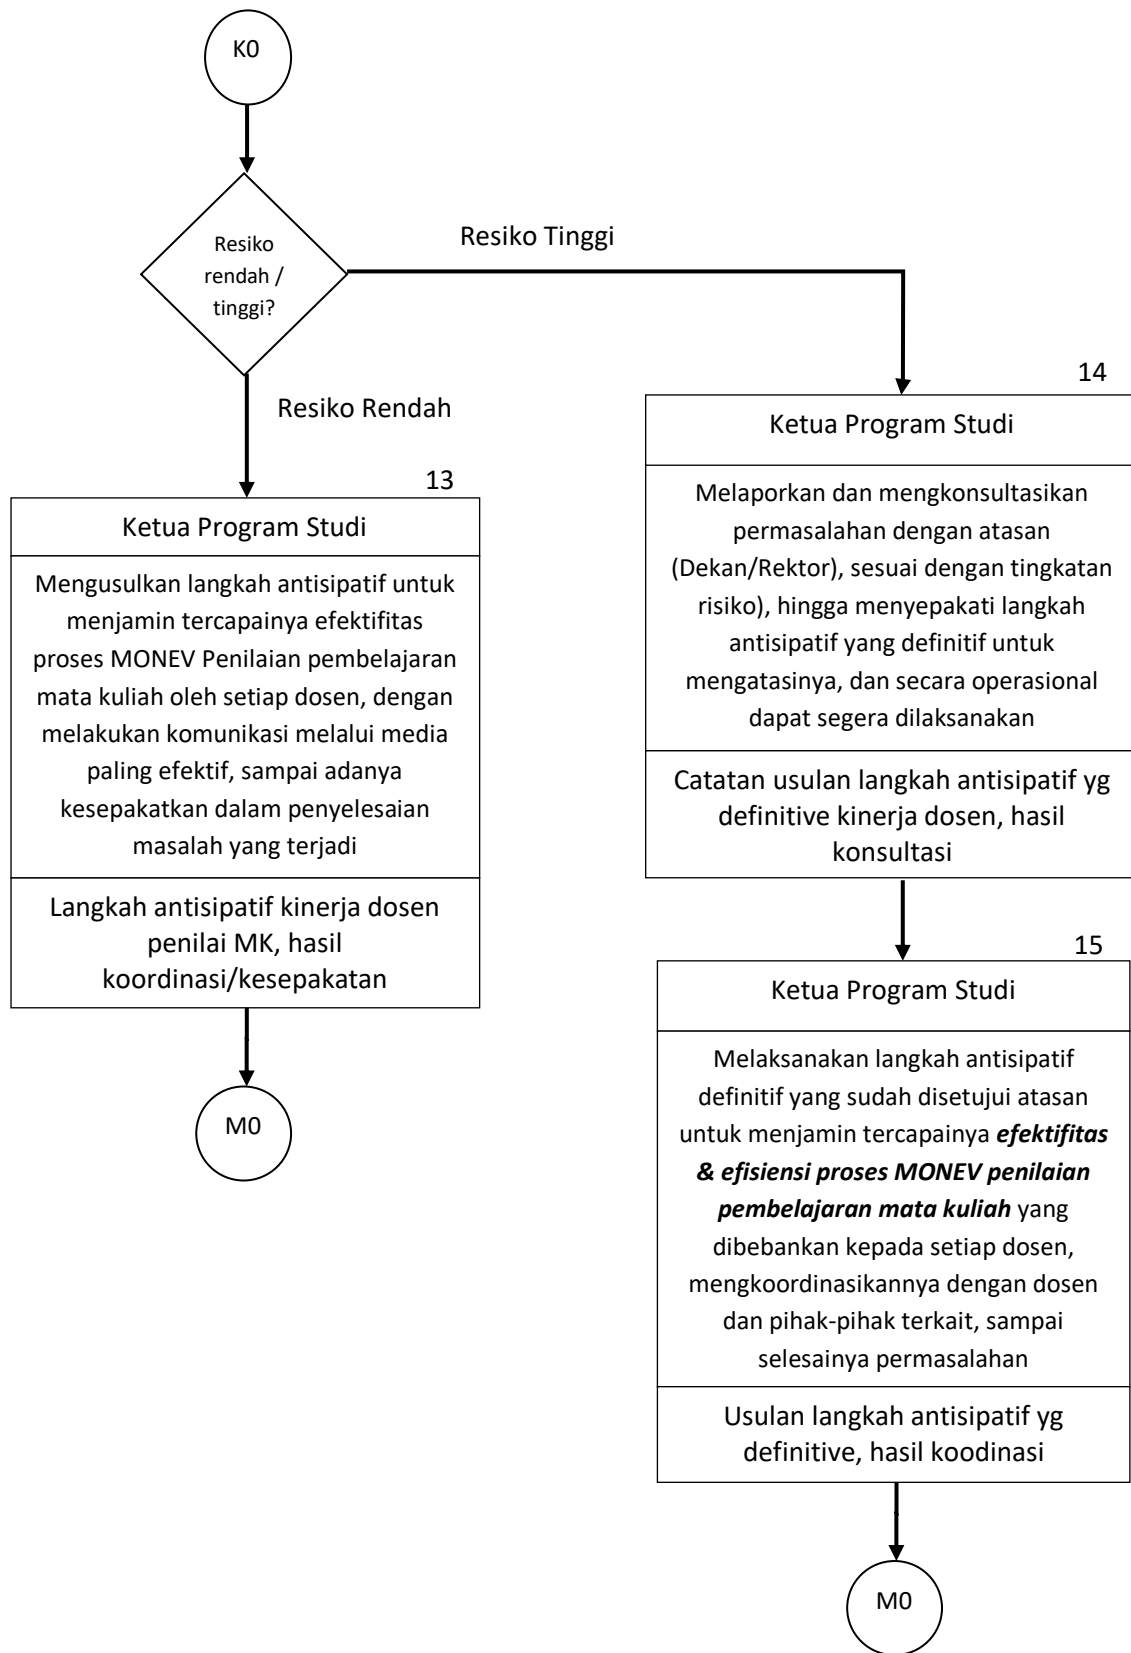 K0
Resiko
rendah /
tinggi?
Resiko Tinggi
Resiko Rendah
13
Ketua Program Studi
Mengusulkan langkah antisipatif untuk
menjamin tercapainya efektifitas
proses MONEV Penilaian pembelajaran
mata kuliah oleh setiap dosen, dengan
melakukan komunikasi melalui media
paling efektif, sampai adanya
kesepakatkan dalam penyelesaian
masalah yang terjadi
Langkah antisipatif kinerja dosen
penilai MK, hasil
koordinasi/kesepakatan
M0
14
Ketua Program Studi
Melaporkan dan mengkonsultasikan
permasalahan dengan atasan
(Dekan/Rektor), sesuai dengan tingkatan
risiko), hingga menyepakati langkah
antisipatif yang definitif untuk
mengatasinya, dan secara operasional
dapat segera dilaksanakan
Catatan usulan langkah antisipatif yg
definitive kinerja dosen, hasil
konsultasi
15
Ketua Program Studi
Melaksanakan langkah antisipatif
definitif yang sudah disetujui atasan
untuk menjamin tercapainya efektifitas
& efisiensi proses MONEV penilaian
pembelajaran mata kuliah yang
dibebankan kepada setiap dosen,
mengkoordinasikannya dengan dosen
dan pihak-pihak terkait, sampai
selesainya permasalahan
Usulan langkah antisipatif yg
definitive, hasil koodinasi
M0